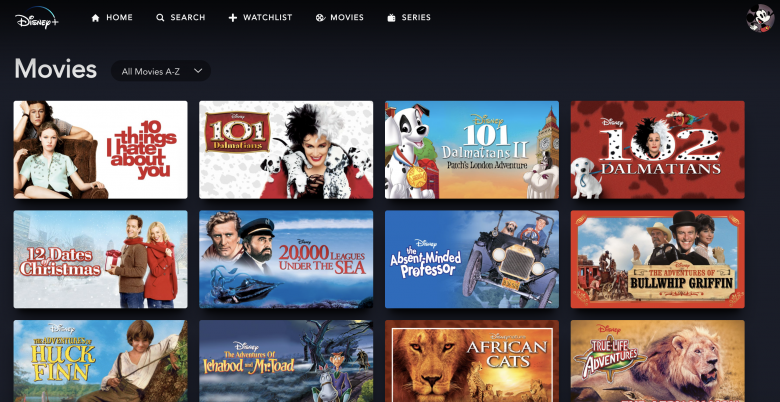 Disney+
HOME
SEARCH
WATCHLIST
MOVIES
SERIES
Movies
All Movies A-Z
10
things
I hate
about
you
Disney
101
Dalmatians
Disney
101
Dalmatians II
Patch's London Adventure
102
DALMATIANS
12 Dates
of Christmas
Disney
20,000 LEAGUES
UNDER THE SEA
Disney
the
Absent-Minded
Professor
Disney
THE ADVENTURES OF
BULLWHIP GRIFFIN
Disney
THE ADVENTURES OF
HUCK
FINN
Disney
The Adventures Of
Ichabod and Mr. Toad
AFRICAN
CATS
Disney
TRUE-LIFE
ADVENTURES